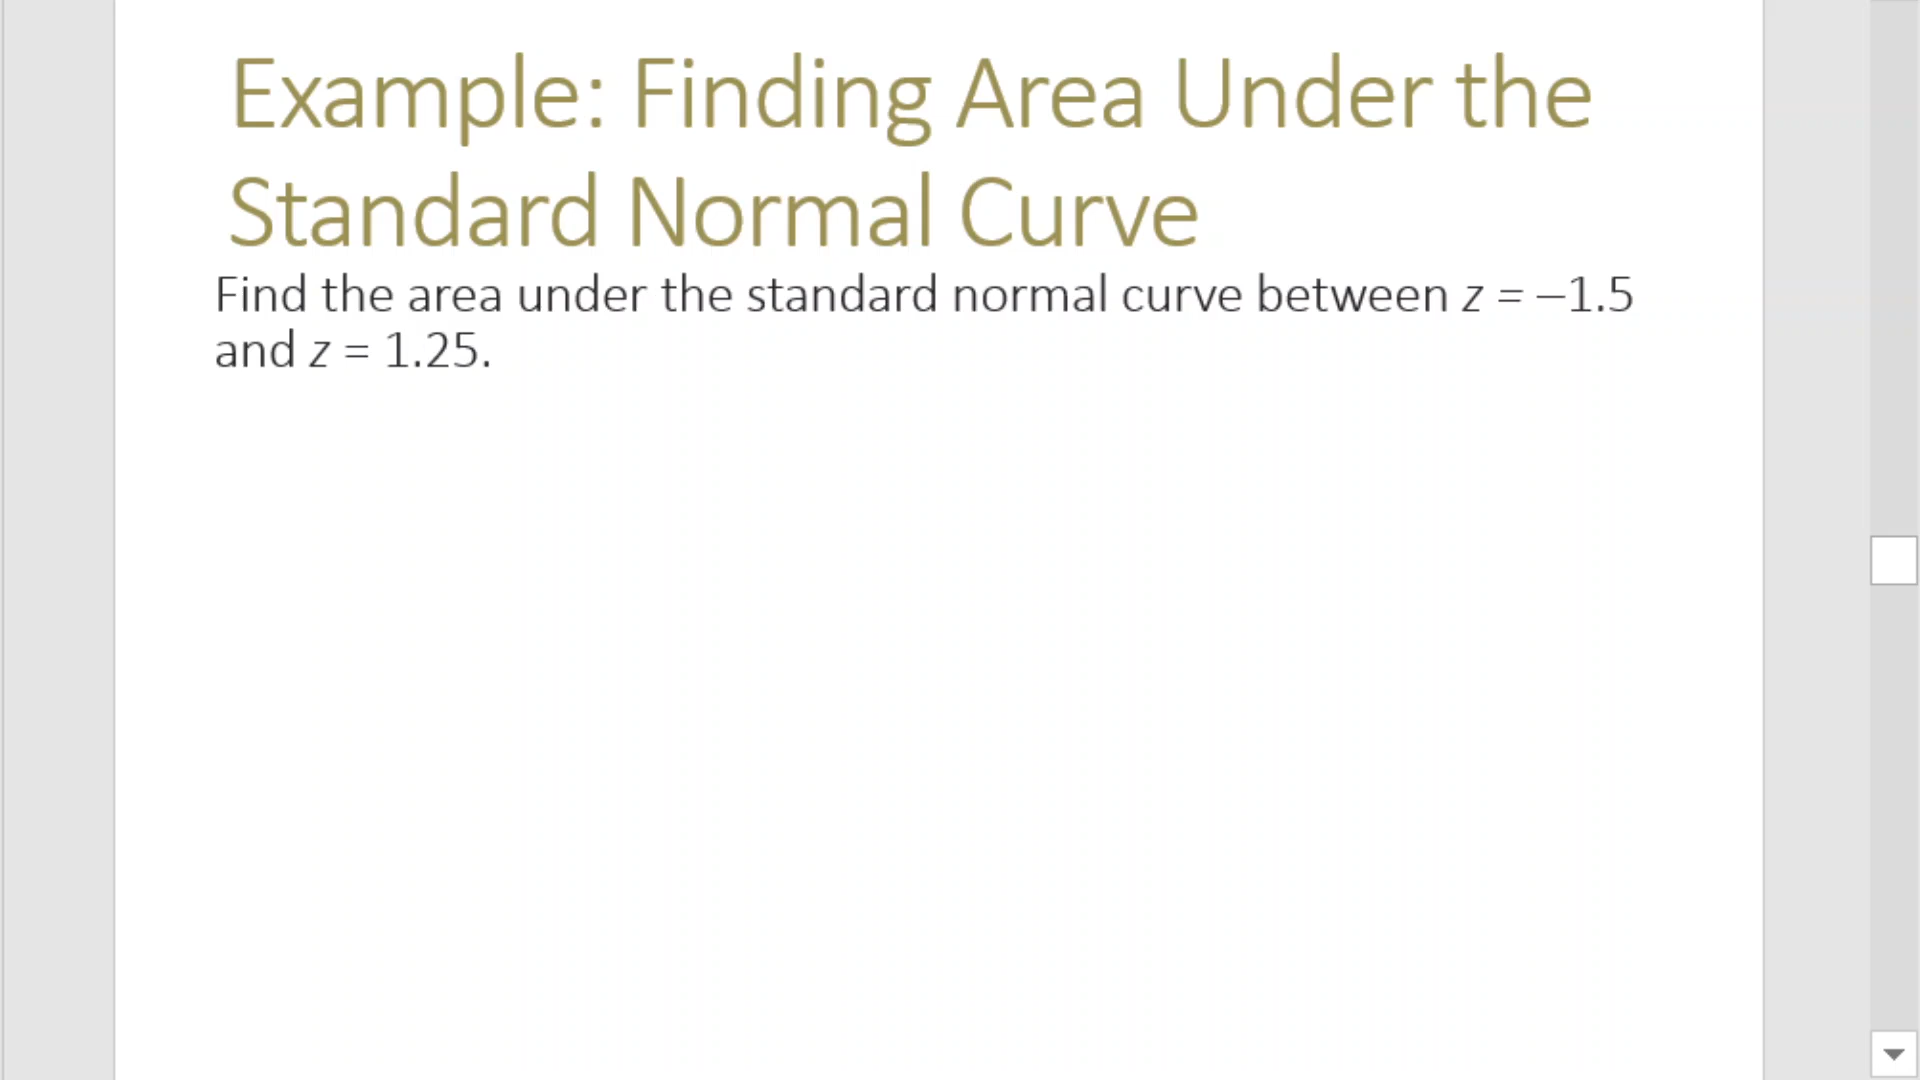 Example: Finding Area Under the
Standard Normal Curve
Find the area under the standard normal curve between z = −1.5
and z = 1.25.